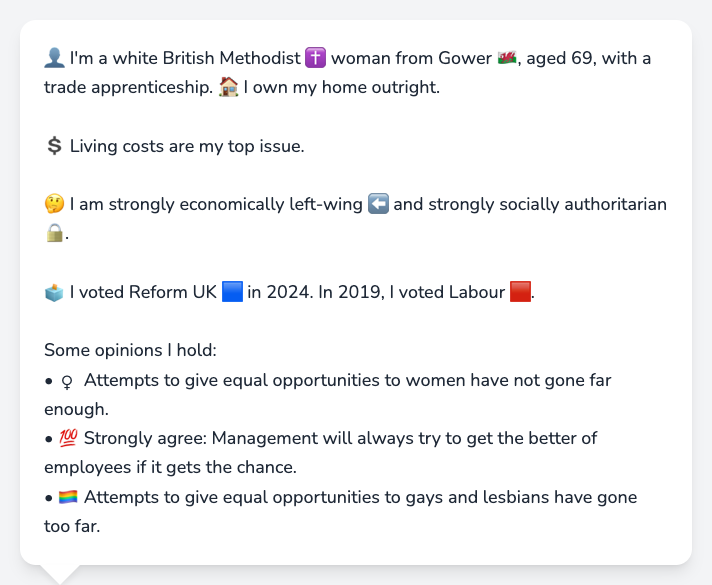 👤 I'm a white British Methodist ✝️ woman from Gower 🏴󠁧󠁢󠁷󠁬󠁳󠁿, aged 69, with a
trade apprenticeship. 🏠 I own my home outright.
💲 Living costs are my top issue.
🤔 I am strongly economically left-wing ⬅️ and strongly socially authoritarian
🔒.
🗳️ I voted Reform UK 🟦 in 2024. In 2019, I voted Labour 🟥.
Some opinions I hold:
• ♀ Attempts to give equal opportunities to women have not gone far
enough.
• 💯 Strongly agree: Management will always try to get the better of
employees if it gets the chance.
• 🏳️‍🌈 Attempts to give equal opportunities to gays and lesbians have gone
too far.